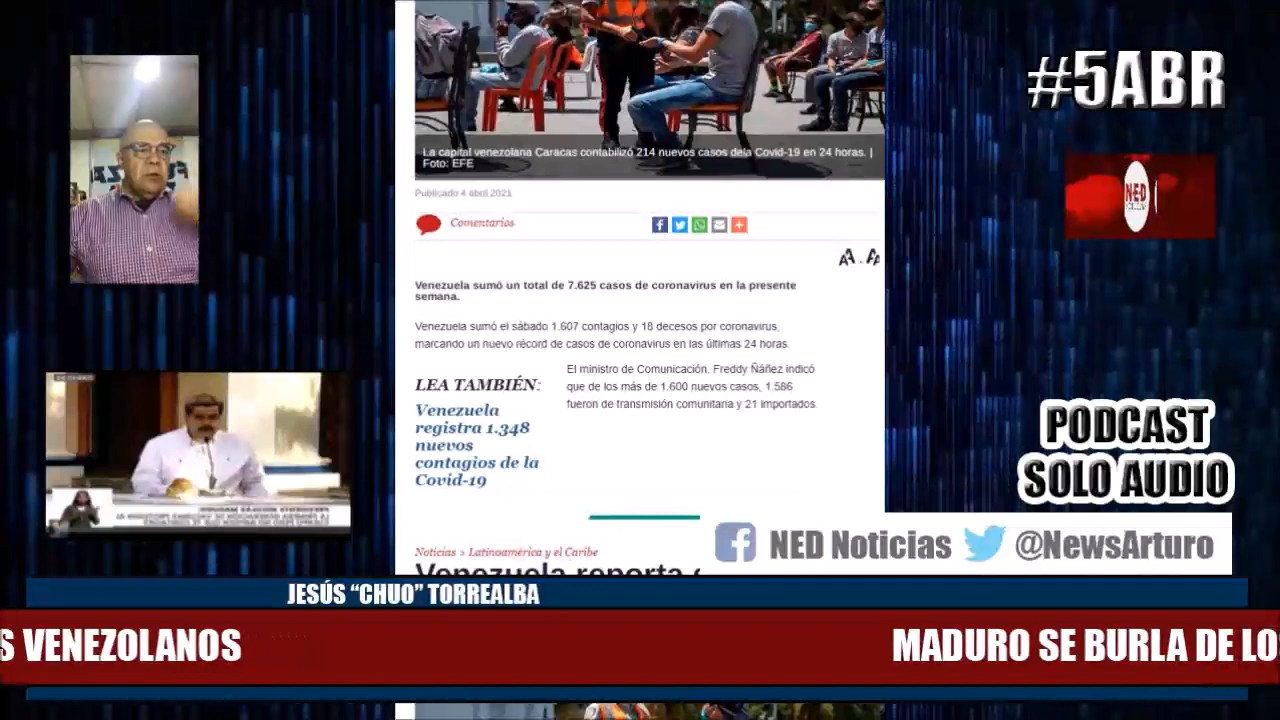 #5ABR
NED
La capital venezolana Caracas contabilizó 214 nuevos casos dela Covid-19 en 24 horas. |
Foto: EFE
Publicado 4 abril 2021
Comentarios
Venezuela sumó un total de 7.625 casos de coronavirus en la presente
semana.
Venezuela sumó el sábado 1.607 contagios y 18 decesos por coronavirus,
marcando un nuevo récord de casos de coronavirus en las últimas 24 horas.
El ministro de Comunicación, Freddy Ñáñez indicó
que de los más de 1.600 nuevos casos, 1.586
fueron de transmisión comunitaria y 21 importados.
LEA TAMBIÉN:
Venezuela
registra 1.348
nuevos
contagios de la
Covid-19
PODCAST
SOLO AUDIO
NED Noticias @NewsArturo
Noticias > Latinoamérica y el Caribe
Venezuela reporta
JESÚS “CHUO” TORREALBA
S VENEZOLANOS
MADURO SE BURLA DE LO